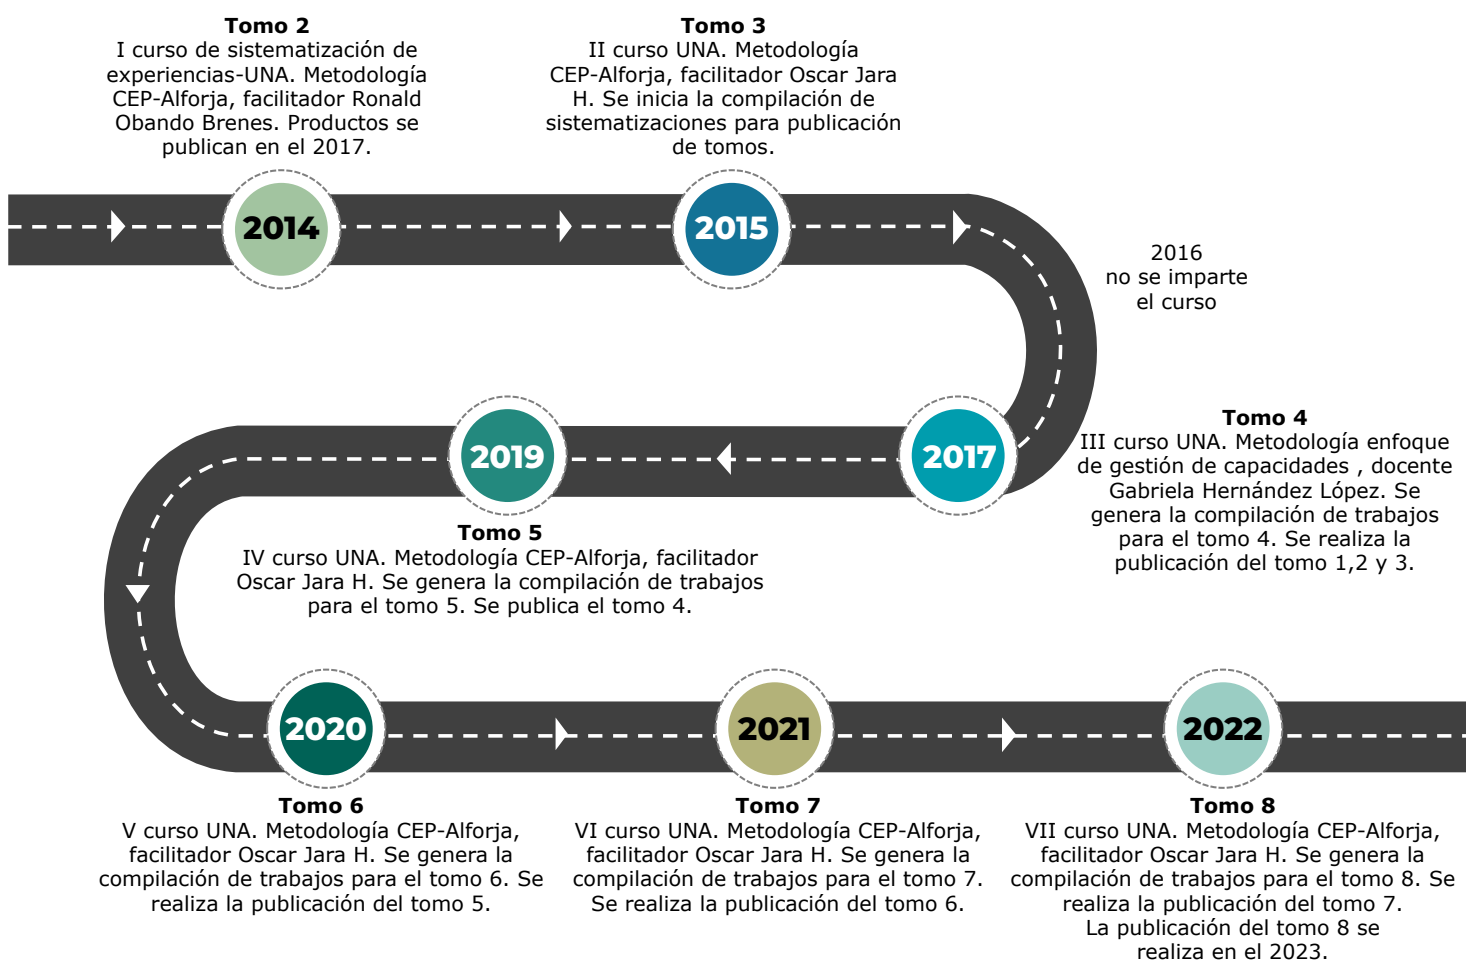 Tomo 2
I curso de sistematización de
experiencias-UNA. Metodología
CEP-Alforja, facilitador Ronald
Obando Brenes. Productos se
publican en el 2017.
Tomo 3
II curso UNA. Metodología
CEP-Alforja, facilitador Oscar Jara
H. Se inicia la compilación de
sistematizaciones para publicación
de tomos.
2014
2015
2016
no se imparte
el curso
2017
Tomo 4
III curso UNA. Metodología enfoque
de gestión de capacidades , docente
Gabriela Hernández López. Se
genera la compilación de trabajos
para el tomo 4. Se realiza la
publicación del tomo 1,2 y 3.
2019
Tomo 5
IV curso UNA. Metodología CEP-Alforja, facilitador
Oscar Jara H. Se genera la compilación de trabajos
para el tomo 5. Se publica el tomo 4.
2020
2021
2022
Tomo 6
V curso UNA. Metodología CEP-Alforja,
facilitador Oscar Jara H. Se genera la
compilación de trabajos para el tomo 6. Se
realiza la publicación del tomo 5.
Tomo 7
VI curso UNA. Metodología CEP-Alforja,
facilitador Oscar Jara H. Se genera la
compilación de trabajos para el tomo 7.
Se realiza la publicación del tomo 6.
Tomo 8
VII curso UNA. Metodología CEP-Alforja,
facilitador Oscar Jara H. Se genera la
compilación de trabajos para el tomo 8. Se
realiza la publicación del tomo 7.
La publicación del tomo 8 se
realiza en el 2023.